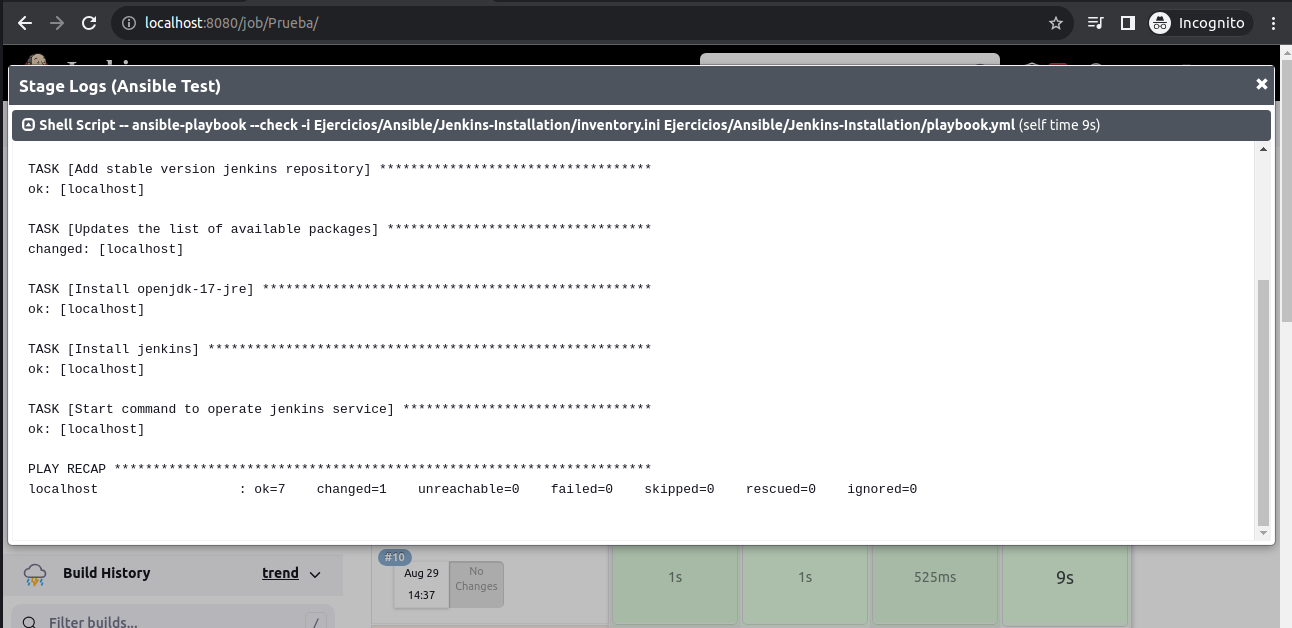 localhost:8080/job/Prueba/
Incognito
Stage Logs (Ansible Test)
Shell Script -- ansible-playbook --check -i Ejercicios/Ansible/Jenkins-Installation/inventory.ini Ejercicios/Ansible/Jenkins-Installation/playbook.yml (self time 9s)
TASK [Add stable version jenkins repository] ***********************************
ok: [localhost]
TASK [Updates the list of available packages] **********************************
changed: [localhost]
TASK [Install openjdk-17-jre] **************************************************
ok: [localhost]
TASK [Install jenkins] *********************************************************
ok: [localhost]
TASK [Start command to operate jenkins service] ********************************
ok: [localhost]
PLAY RECAP *********************************************************************
localhost                  : ok=7    changed=1    unreachable=0    failed=0    skipped=0    rescued=0    ignored=0
#10
Build History
trend
Aug 29
14:37
No
Changes
1s
1s
525ms
9s
Filter builds...
/